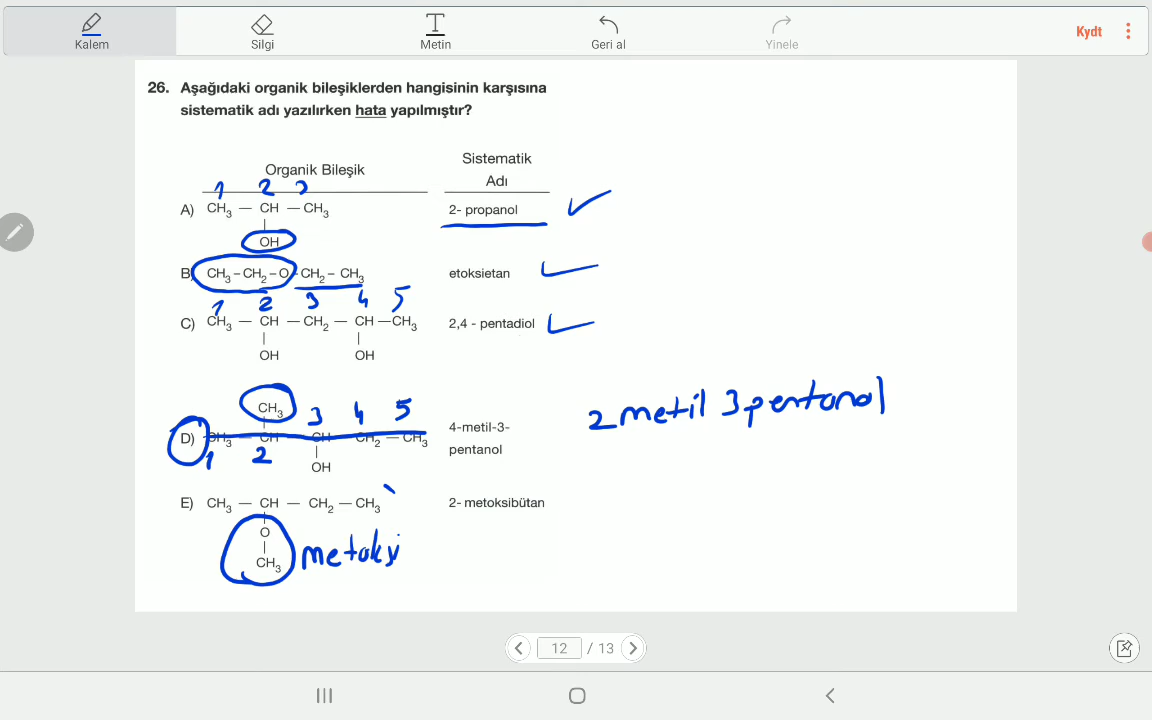 Kalem Silgi Metin Geri al Yinele Kydt
26. Aşağıdaki organik bileşiklerden hangisinin karşısına
sistematik adı yazılırken hata yapılmıştır?
Organik Bileşik Sistematik
Adı
1 2 3
A) CH3 — CH — CH3 2- propanol
OH
B) CH3 – CH2 – O – CH2 – CH3 etoksietan
1 2 3 4 5
C) CH3 — CH — CH2 — CH — CH3 2,4 - pentadiol
OH OH
CH3 3 4 5
D) CH3 — CH — CH — CH2 — CH3 4-metil-3-
pentanol
1 2 OH
2 metil 3 pentanol
E) CH3 — CH — CH2 — CH3 2- metoksibütan
O
CH3 metoksi
12 / 13